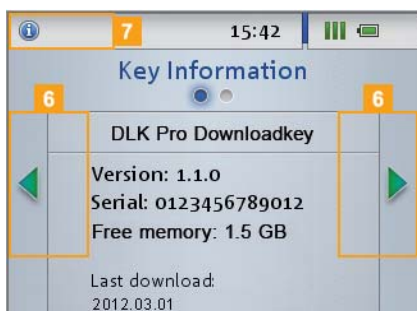 7 15:42
Key Information
6 6
DLK Pro Downloadkey
Version: 1.1.0
Serial: 0123456789012
Free memory: 1.5 GB
Last download:
2012.03.01